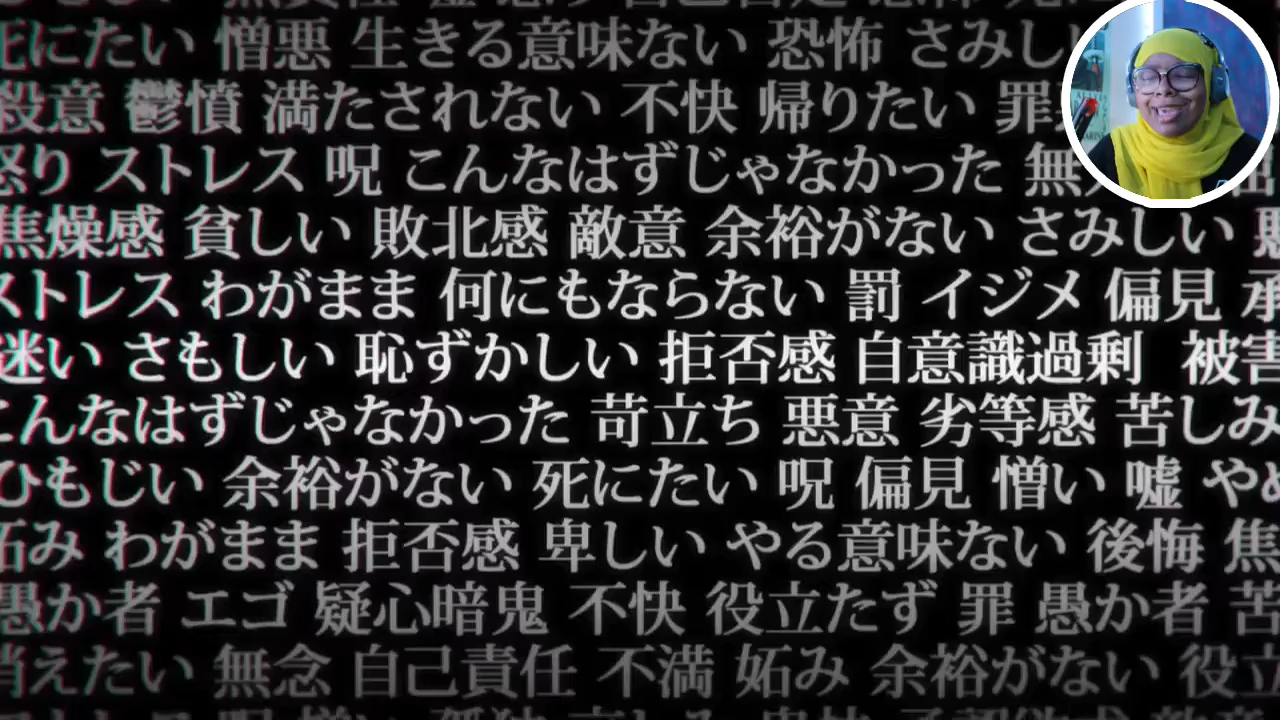 死にたい 憎悪 生きる意味ない 恐怖 さみし
殺意 鬱憤 満たされない 不快 帰りたい 罪
怒り ストレス 呪 こんなはずじゃなかった 無
焦燥感 貧しい 敗北感 敵意 余裕がない さみしい
ストレス わがまま 何にもならない 罰 イジメ 偏見 承
迷い さもしい 恥ずかしい 拒否感 自意識過剰 被害
こんなはずじゃなかった 苛立ち 悪意 劣等感 苦しみ
ひもじい 余裕がない 死にたい 呪 偏見 憎い 嘘 やめ
妬み わがまま 拒否感 卑しい やる意味ない 後悔 焦
愚か者 エゴ 疑心暗鬼 不快 役立たず 罪 愚か者 苦
消えたい 無念 自己責任 不満 妬み 余裕がない 役立